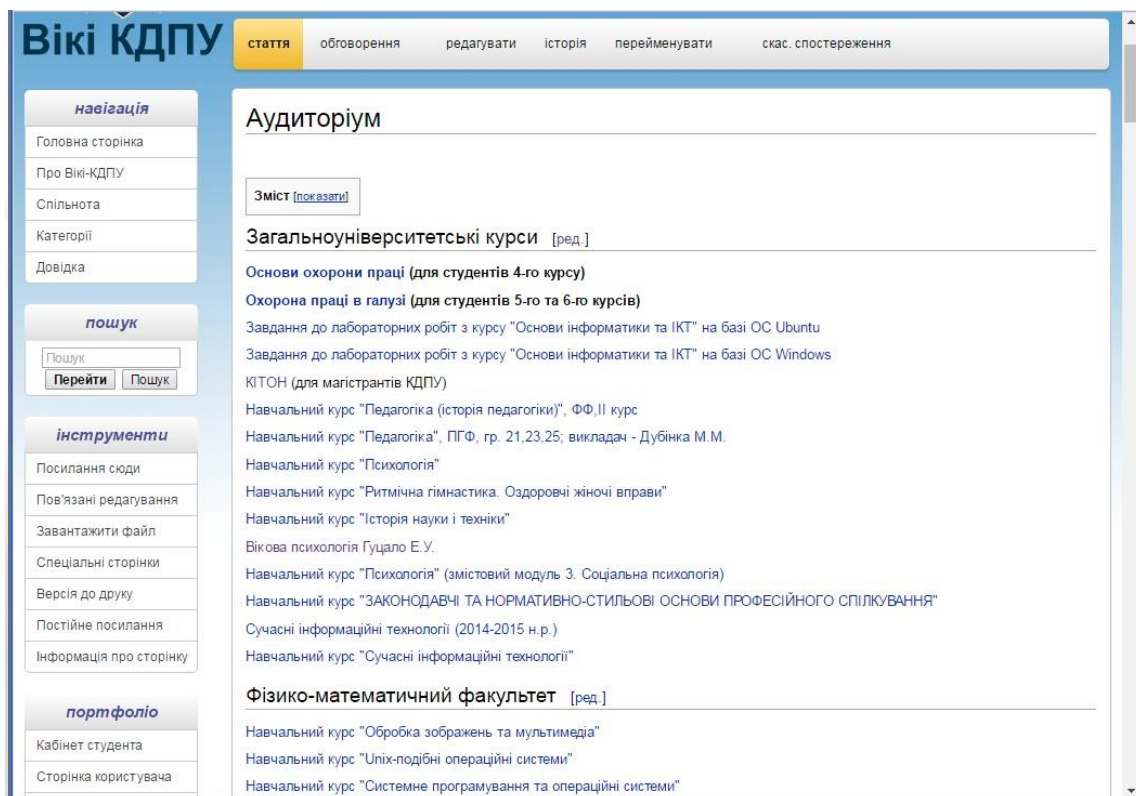 Вікі КДПУ
стаття обговорення редагувати історія перейменувати скас. спостереження
навігація
Головна сторінка
Про Вікі-КДПУ
Спільнота
Категорії
Довідка
пошук
Пошук
Перейти Пошук
інструменти
Посилання сюди
Пов'язані редагування
Завантажити файл
Спеціальні сторінки
Версія до друку
Постійне посилання
Інформація про сторінку
портфоліо
Кабінет студента
Сторінка користувача
Аудиторіум
Зміст [показати]
Загальноуніверситетські курси [ред.]
Основи охорони праці (для студентів 4-го курсу)
Охорона праці в галузі (для студентів 5-го та 6-го курсів)
Завдання до лабораторних робіт з курсу "Основи інформатики та ІКТ" на базі ОС Ubuntu
Завдання до лабораторних робіт з курсу "Основи інформатики та ІКТ" на базі ОС Windows
КІТОН (для магістрантів КДПУ)
Навчальний курс "Педагогіка (історія педагогіки)", ФФ,ІІ курс
Навчальний курс "Педагогіка", ПГФ, гр. 21,23,25; викладач - Дубінка М.М.
Навчальний курс "Психологія"
Навчальний курс "Ритмічна гімнастика. Оздоровчі жіночі вправи"
Навчальний курс "Історія науки і техніки"
Вікова психологія Гуцало Е.У.
Навчальний курс "Психологія" (змістовий модуль 3. Соціальна психологія)
Навчальний курс "ЗАКОНОДАВЧІ ТА НОРМАТИВНО-СТИЛЬОВІ ОСНОВИ ПРОФЕСІЙНОГО СПІЛКУВАННЯ"
Сучасні інформаційні технології (2014-2015 н.р.)
Навчальний курс "Сучасні інформаційні технології"
Фізико-математичний факультет [ред.]
Навчальний курс "Обробка зображень та мультимедіа"
Навчальний курс "Unix-подібні операційні системи"
Навчальний курс "Системне програмування та операційні системи"